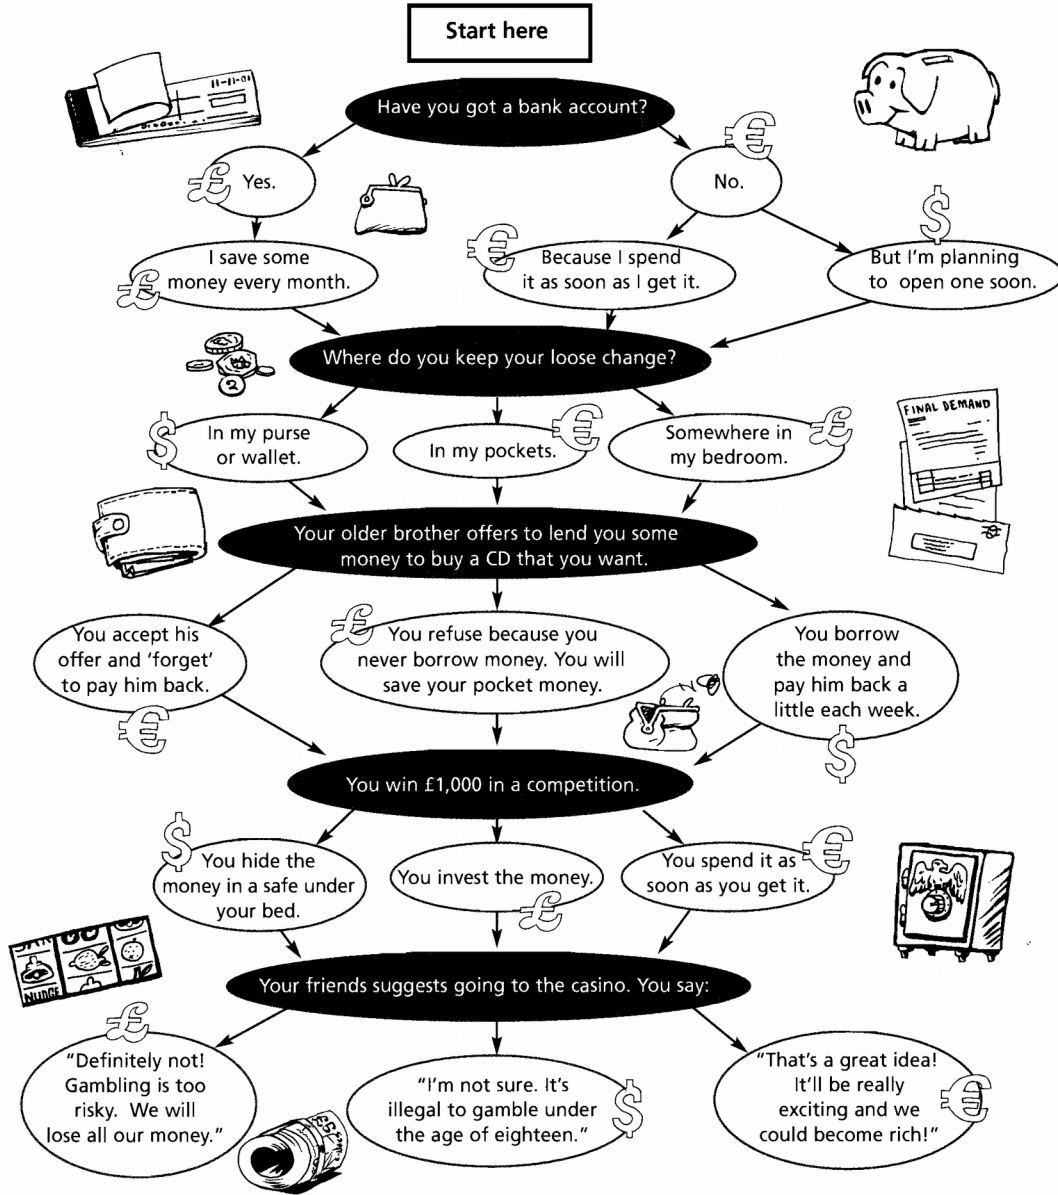 Start here
11-11-01
Have you got a bank account?
£
Yes.
€
No.
£
I save some
money every month.
€
Because I spend
it as soon as I get it.
$
But I'm planning
to open one soon.
Where do you keep your loose change?
2
$
In my purse
or wallet.
In my pockets.
€
Somewhere in
my bedroom.
£
FINAL DEMAND
Your older brother offers to lend you some
money to buy a CD that you want.
You accept his
offer and ‘forget’
to pay him back.
€
£
You refuse because you
never borrow money. You will
save your pocket money.
You borrow
the money and
pay him back a
little each week.
$
You win £1,000 in a competition.
$
You hide the
money in a safe under
your bed.
You invest the money.
£
You spend it as
soon as you get it.
€
NUDGE
Your friends suggests going to the casino. You say:
£
"Definitely not!
Gambling is too
risky. We will
lose all our money."
"I'm not sure. It's
illegal to gamble under
the age of eighteen."
$
"That's a great idea!
It'll be really
exciting and we
could become rich!"
€